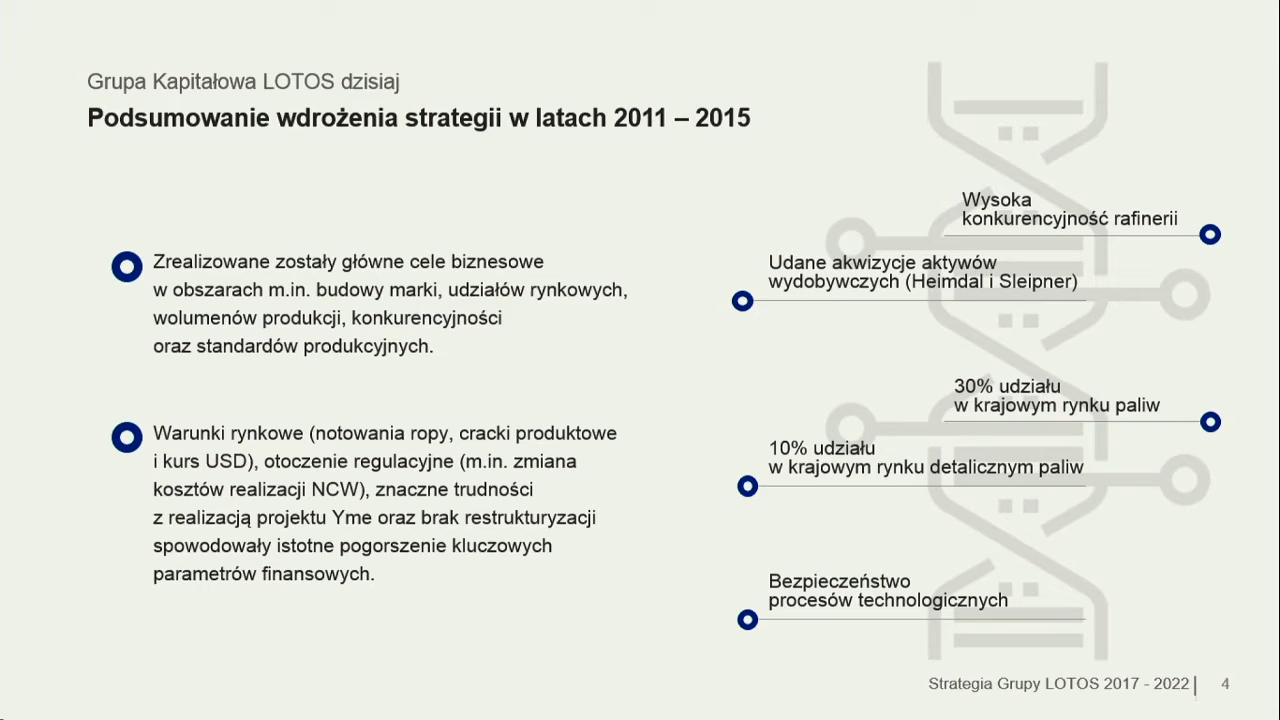 Grupa Kapitałowa LOTOS dzisiaj
Podsumowanie wdrożenia strategii w latach 2011 – 2015
Zrealizowane zostały główne cele biznesowe
w obszarach m.in. budowy marki, udziałów rynkowych,
wolumenów produkcji, konkurencyjności
oraz standardów produkcyjnych.
Warunki rynkowe (notowania ropy, cracki produktowe
i kurs USD), otoczenie regulacyjne (m.in. zmiana
kosztów realizacji NCW), znaczne trudności
z realizacją projektu Yme oraz brak restrukturyzacji
spowodowały istotne pogorszenie kluczowych
parametrów finansowych.
Wysoka
konkurencyjność rafinerii
Udane akwizycje aktywów
wydobywczych (Heimdal i Sleipner)
30% udziału
w krajowym rynku paliw
10% udziału
w krajowym rynku detalicznym paliw
Bezpieczeństwo
procesów technologicznych
Strategia Grupy LOTOS 2017 - 2022 | 4